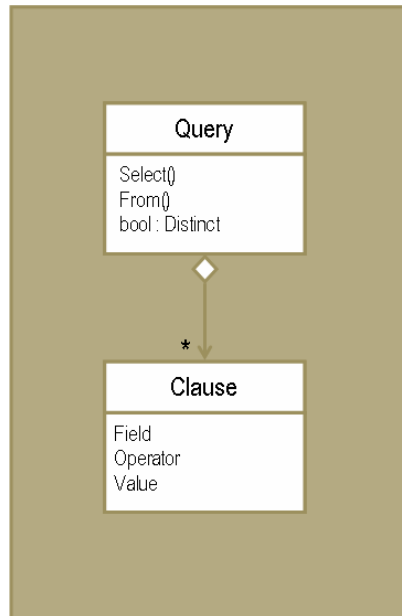 Query
Select()
From()
bool : Distinct
*
Clause
Field
Operator
Value